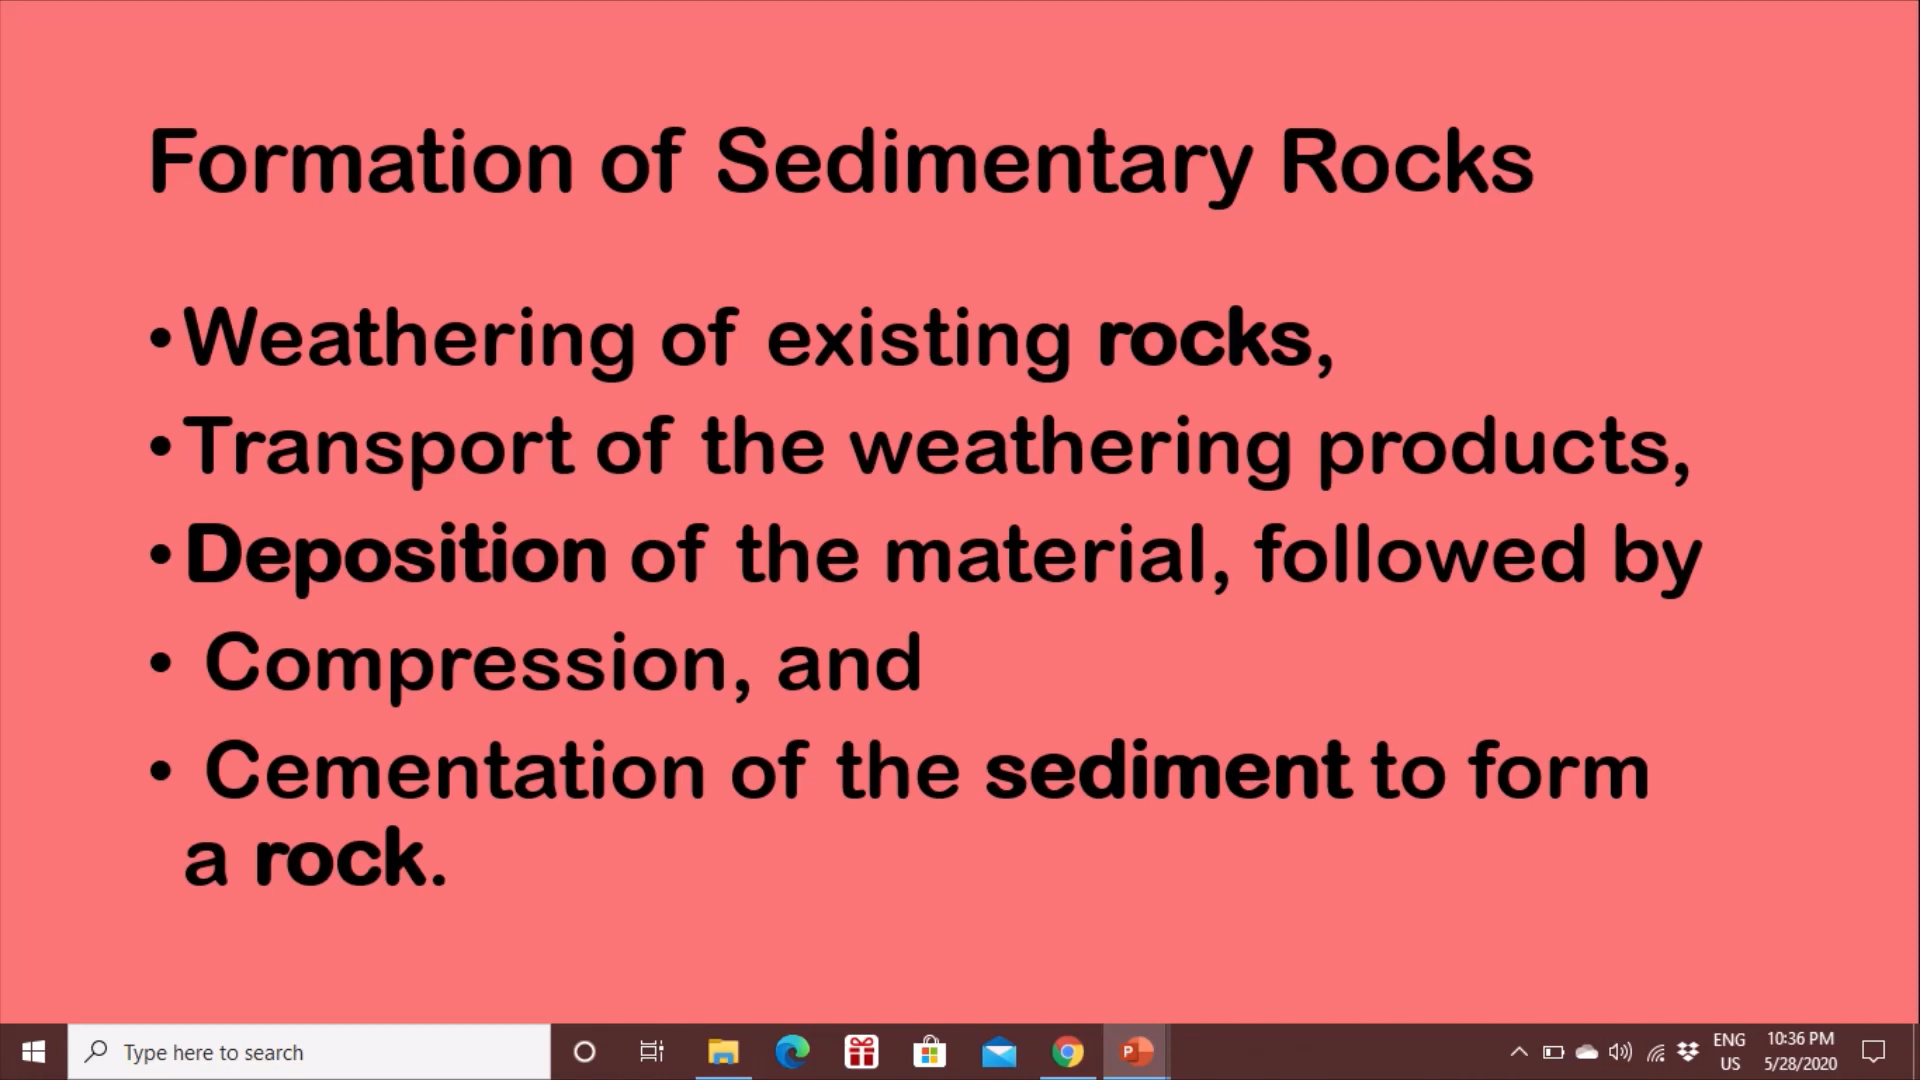 Formation of Sedimentary Rocks
•Weathering of existing rocks,
•Transport of the weathering products,
•Deposition of the material, followed by
• Compression, and
• Cementation of the sediment to form
a rock.
Type here to search
ENG
US
10:36 PM
5/28/2020